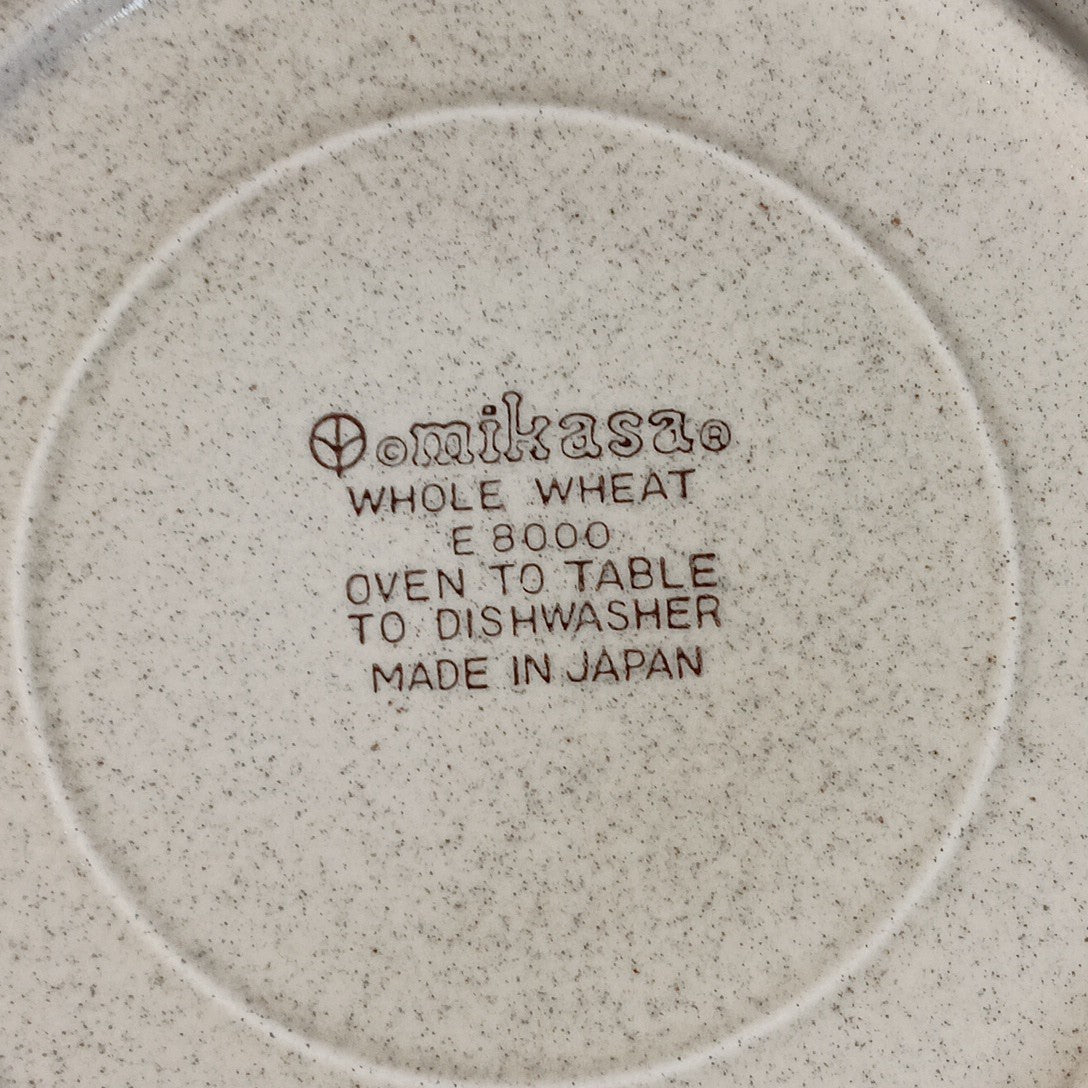 ©mikasa®
WHOLE WHEAT
E 8000
OVEN TO TABLE
TO DISHWASHER
MADE IN JAPAN